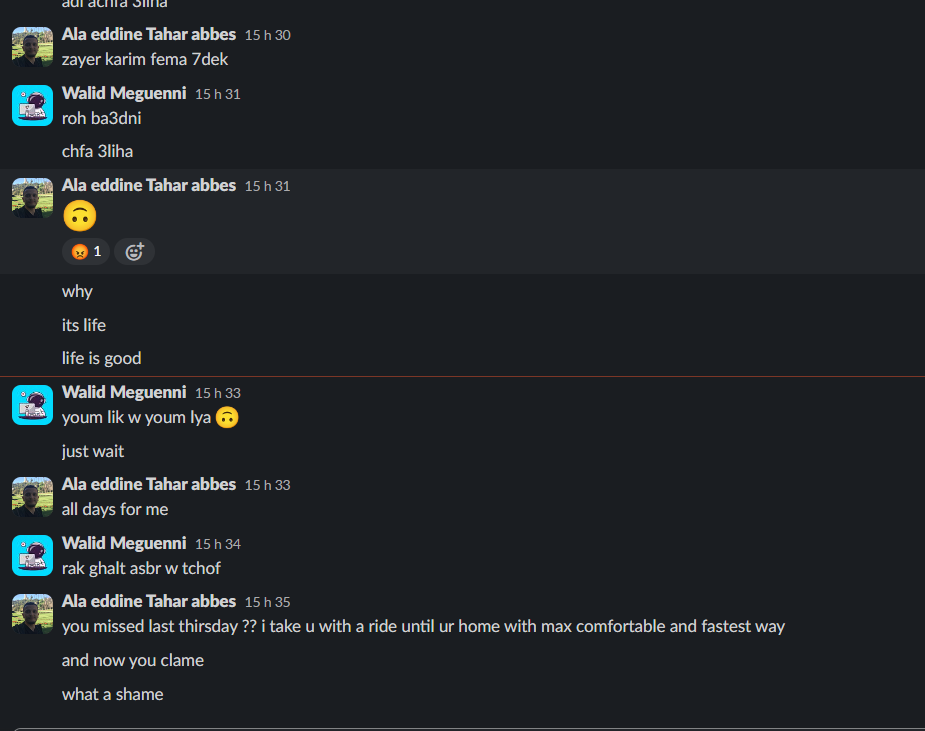 adi achfa 3liha
Ala eddine Tahar abbes 15 h 30
zayer karim fema 7dek
Walid Meguenni 15 h 31
roh ba3dni
chfa 3liha
Ala eddine Tahar abbes 15 h 31
🙃
😡 1
why
its life
life is good
Walid Meguenni 15 h 33
youm lik w youm lya 🙃
just wait
Ala eddine Tahar abbes 15 h 33
all days for me
Walid Meguenni 15 h 34
rak ghalt asbr w tchof
Ala eddine Tahar abbes 15 h 35
you missed last thirsday ?? i take u with a ride until ur home with max comfortable and fastest way
and now you clame
what a shame